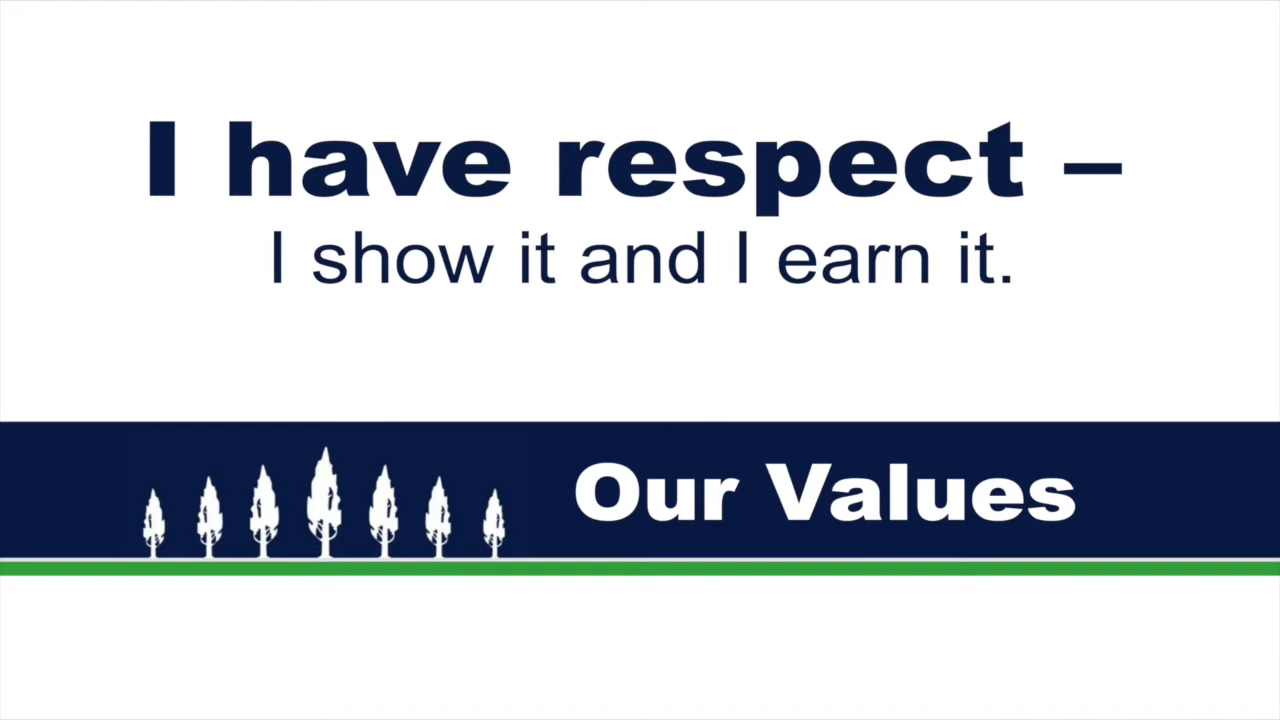 I have respect –
I show it and I earn it.
Our Values